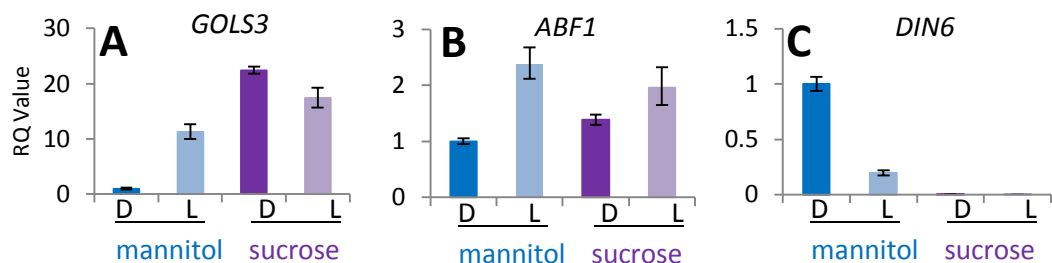 A GOLS3
RQ Value
30
20
10
0
D L D L
mannitol sucrose
B ABF1
3
2
1
0
D L D L
mannitol sucrose
C DIN6
1.5
1
0.5
0
D L D L
mannitol sucrose